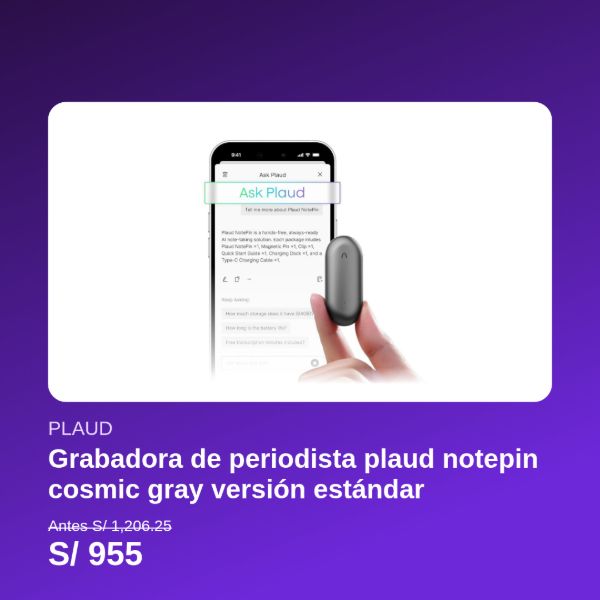 9:41
Ask Plaud
Ask Plaud
Tell me more about Plaud NotePin
Plaud NotePin is a hands-free, always-ready
AI note-taking solution. Each package includes
Plaud NotePin ×1, Magnetic Pin ×1, Clip ×1,
Quick Start Guide ×1, Charging Dock ×1, and a
Type-C Charging Cable ×1.
Keep Asking:
How much storage does it have
How long is the battery life?
Free transcription minutes included?
PLAUD
Grabadora de periodista plaud notepin
cosmic gray versión estándar
Antes S/ 1,206.25
S/ 955